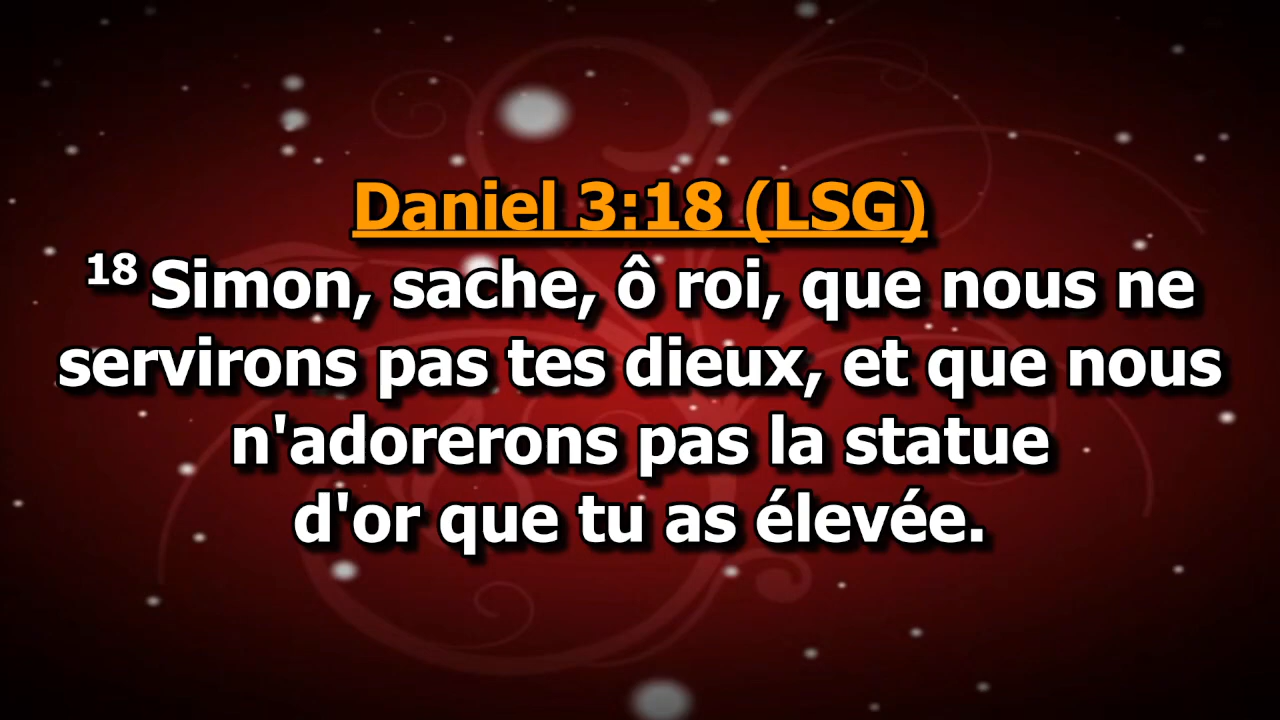 Daniel 3:18 (LSG)
18 Simon, sache, ô roi, que nous ne
servirons pas tes dieux, et que nous
n'adorerons pas la statue
d'or que tu as élevée.